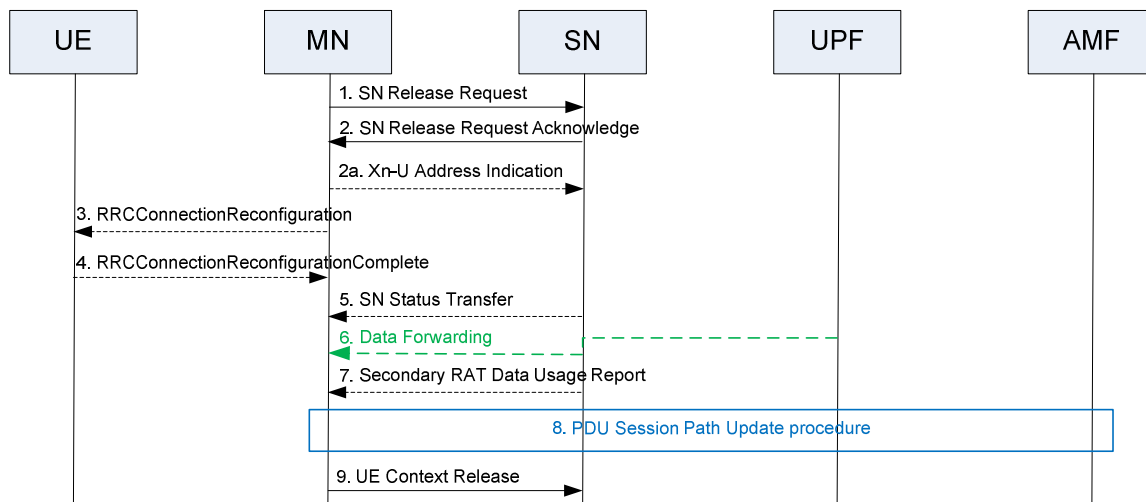 UE
MN
SN
UPF
AMF
1. SN Release Request
2. SN Release Request Acknowledge
2a. Xn-U Address Indication
3. RRCConnectionReconfiguration
4. RRCConnectionReconfigurationComplete
5. SN Status Transfer
6. Data Forwarding
7. Secondary RAT Data Usage Report
8. PDU Session Path Update procedure
9. UE Context Release